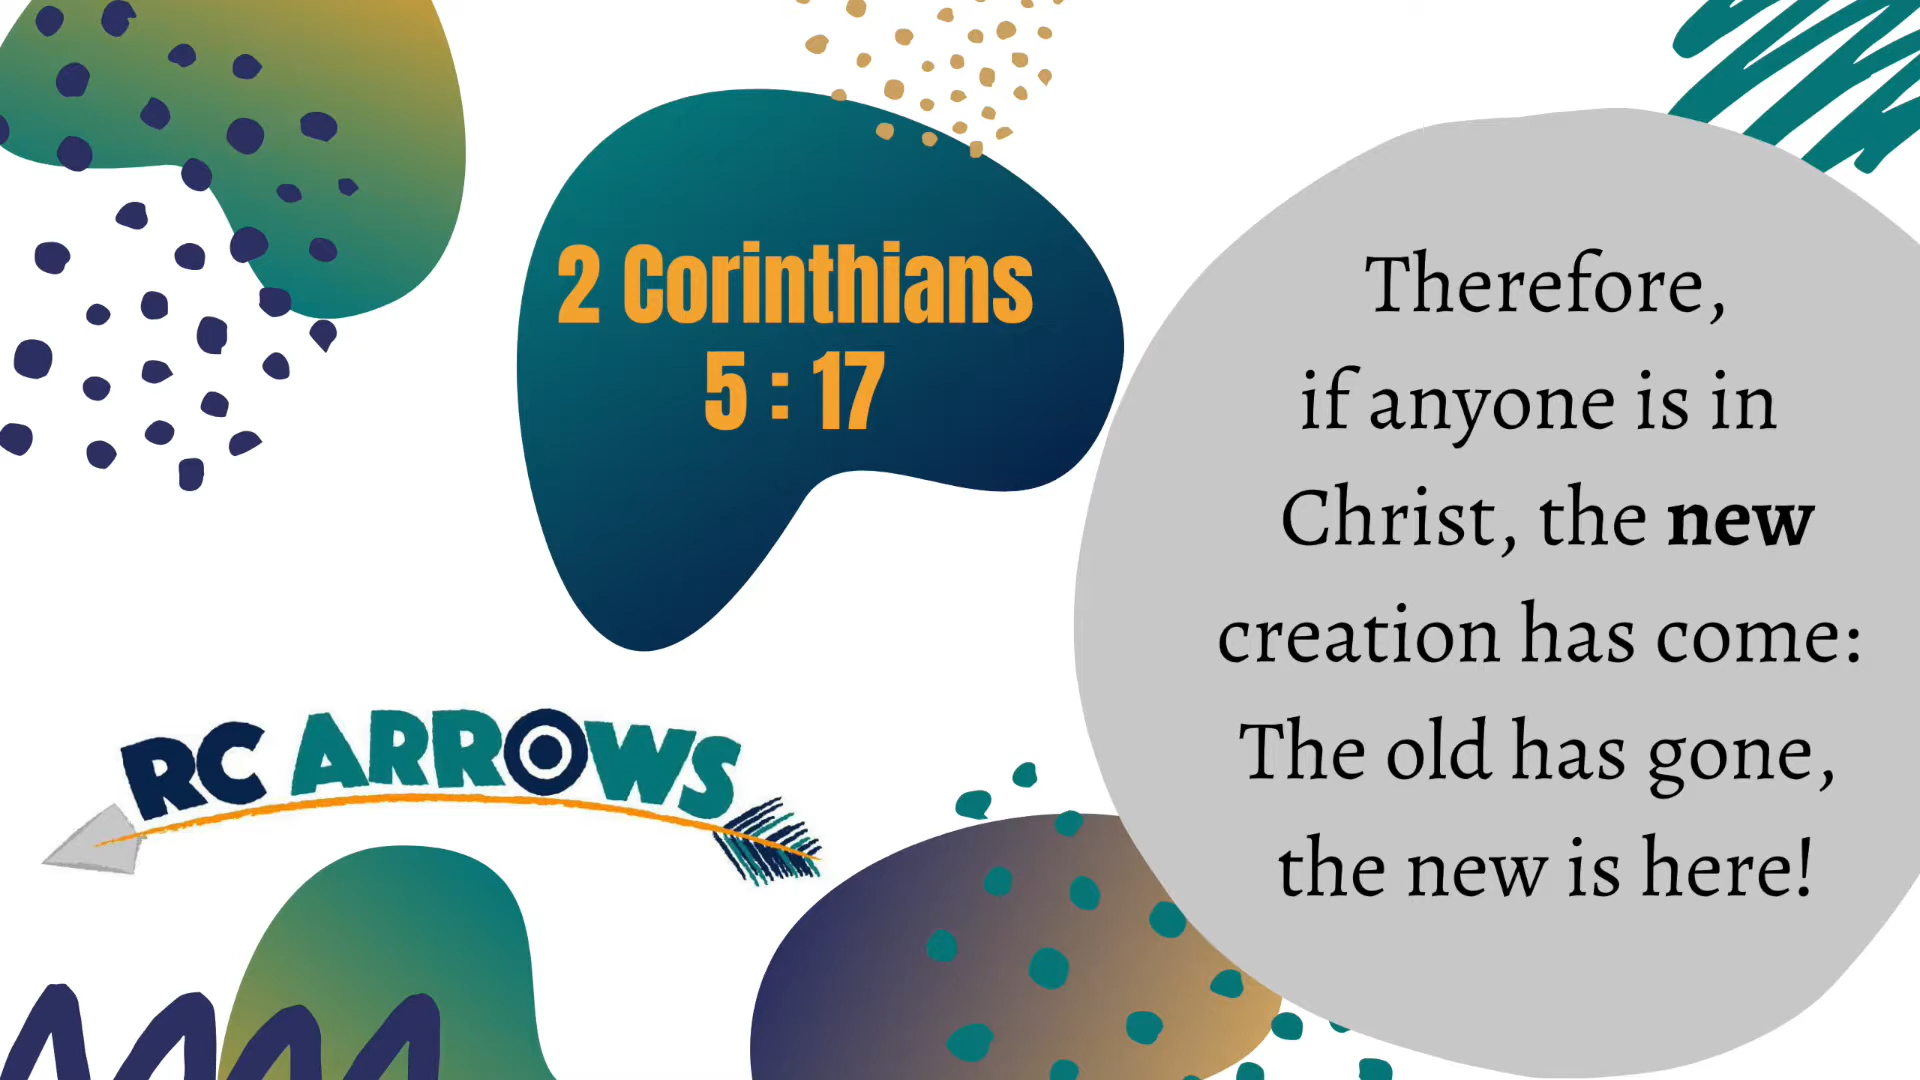 2 Corinthians
5 : 17
Therefore,
if anyone is in
Christ, the new
creation has come:
The old has gone,
the new is here!
RC ARROWS